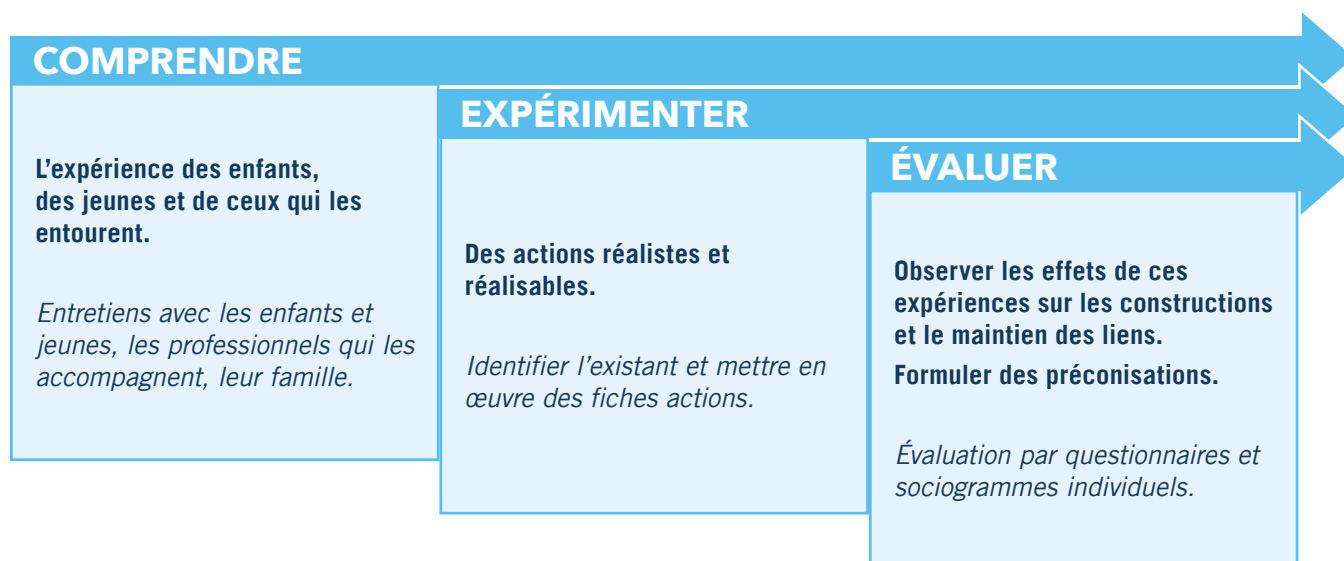 COMPRENDRE
L’expérience des enfants,
des jeunes et de ceux qui les
entourent.
Entretiens avec les enfants et
jeunes, les professionnels qui les
accompagnent, leur famille.
EXPÉRIMENTER
Des actions réalistes et
réalisables.
Identifier l’existant et mettre en
œuvre des fiches actions.
ÉVALUER
Observer les effets de ces
expériences sur les constructions
et le maintien des liens.
Formuler des préconisations.
Évaluation par questionnaires et
sociogrammes individuels.